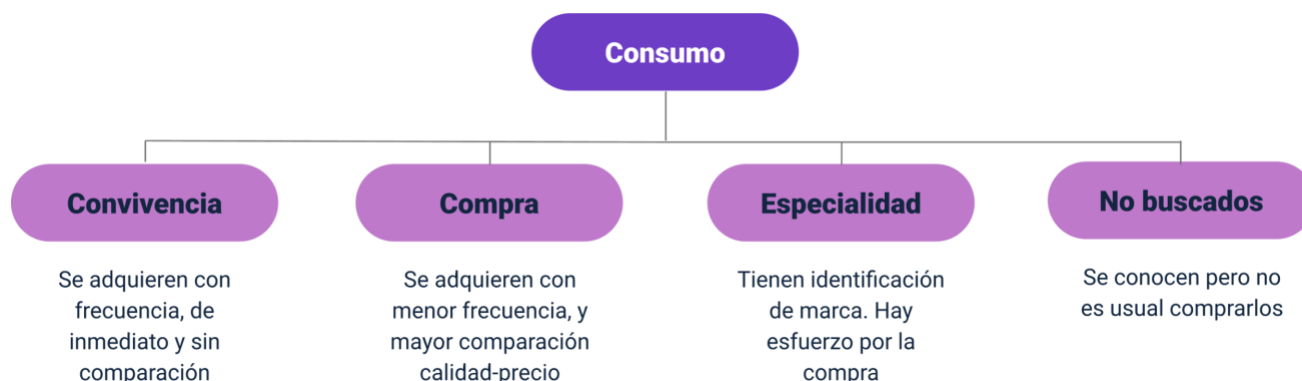 Consumo
Convivencia
Se adquieren con
frecuencia, de
inmediato y sin
comparación
Compra
Se adquieren con
menor frecuencia, y
mayor comparación
calidad-precio
Especialidad
Tienen identificación
de marca. Hay
esfuerzo por la
compra
No buscados
Se conocen pero no
es usual comprarlos